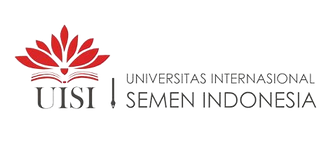 UISI
UNIVERSITAS INTERNASIONAL
SEMEN INDONESIA